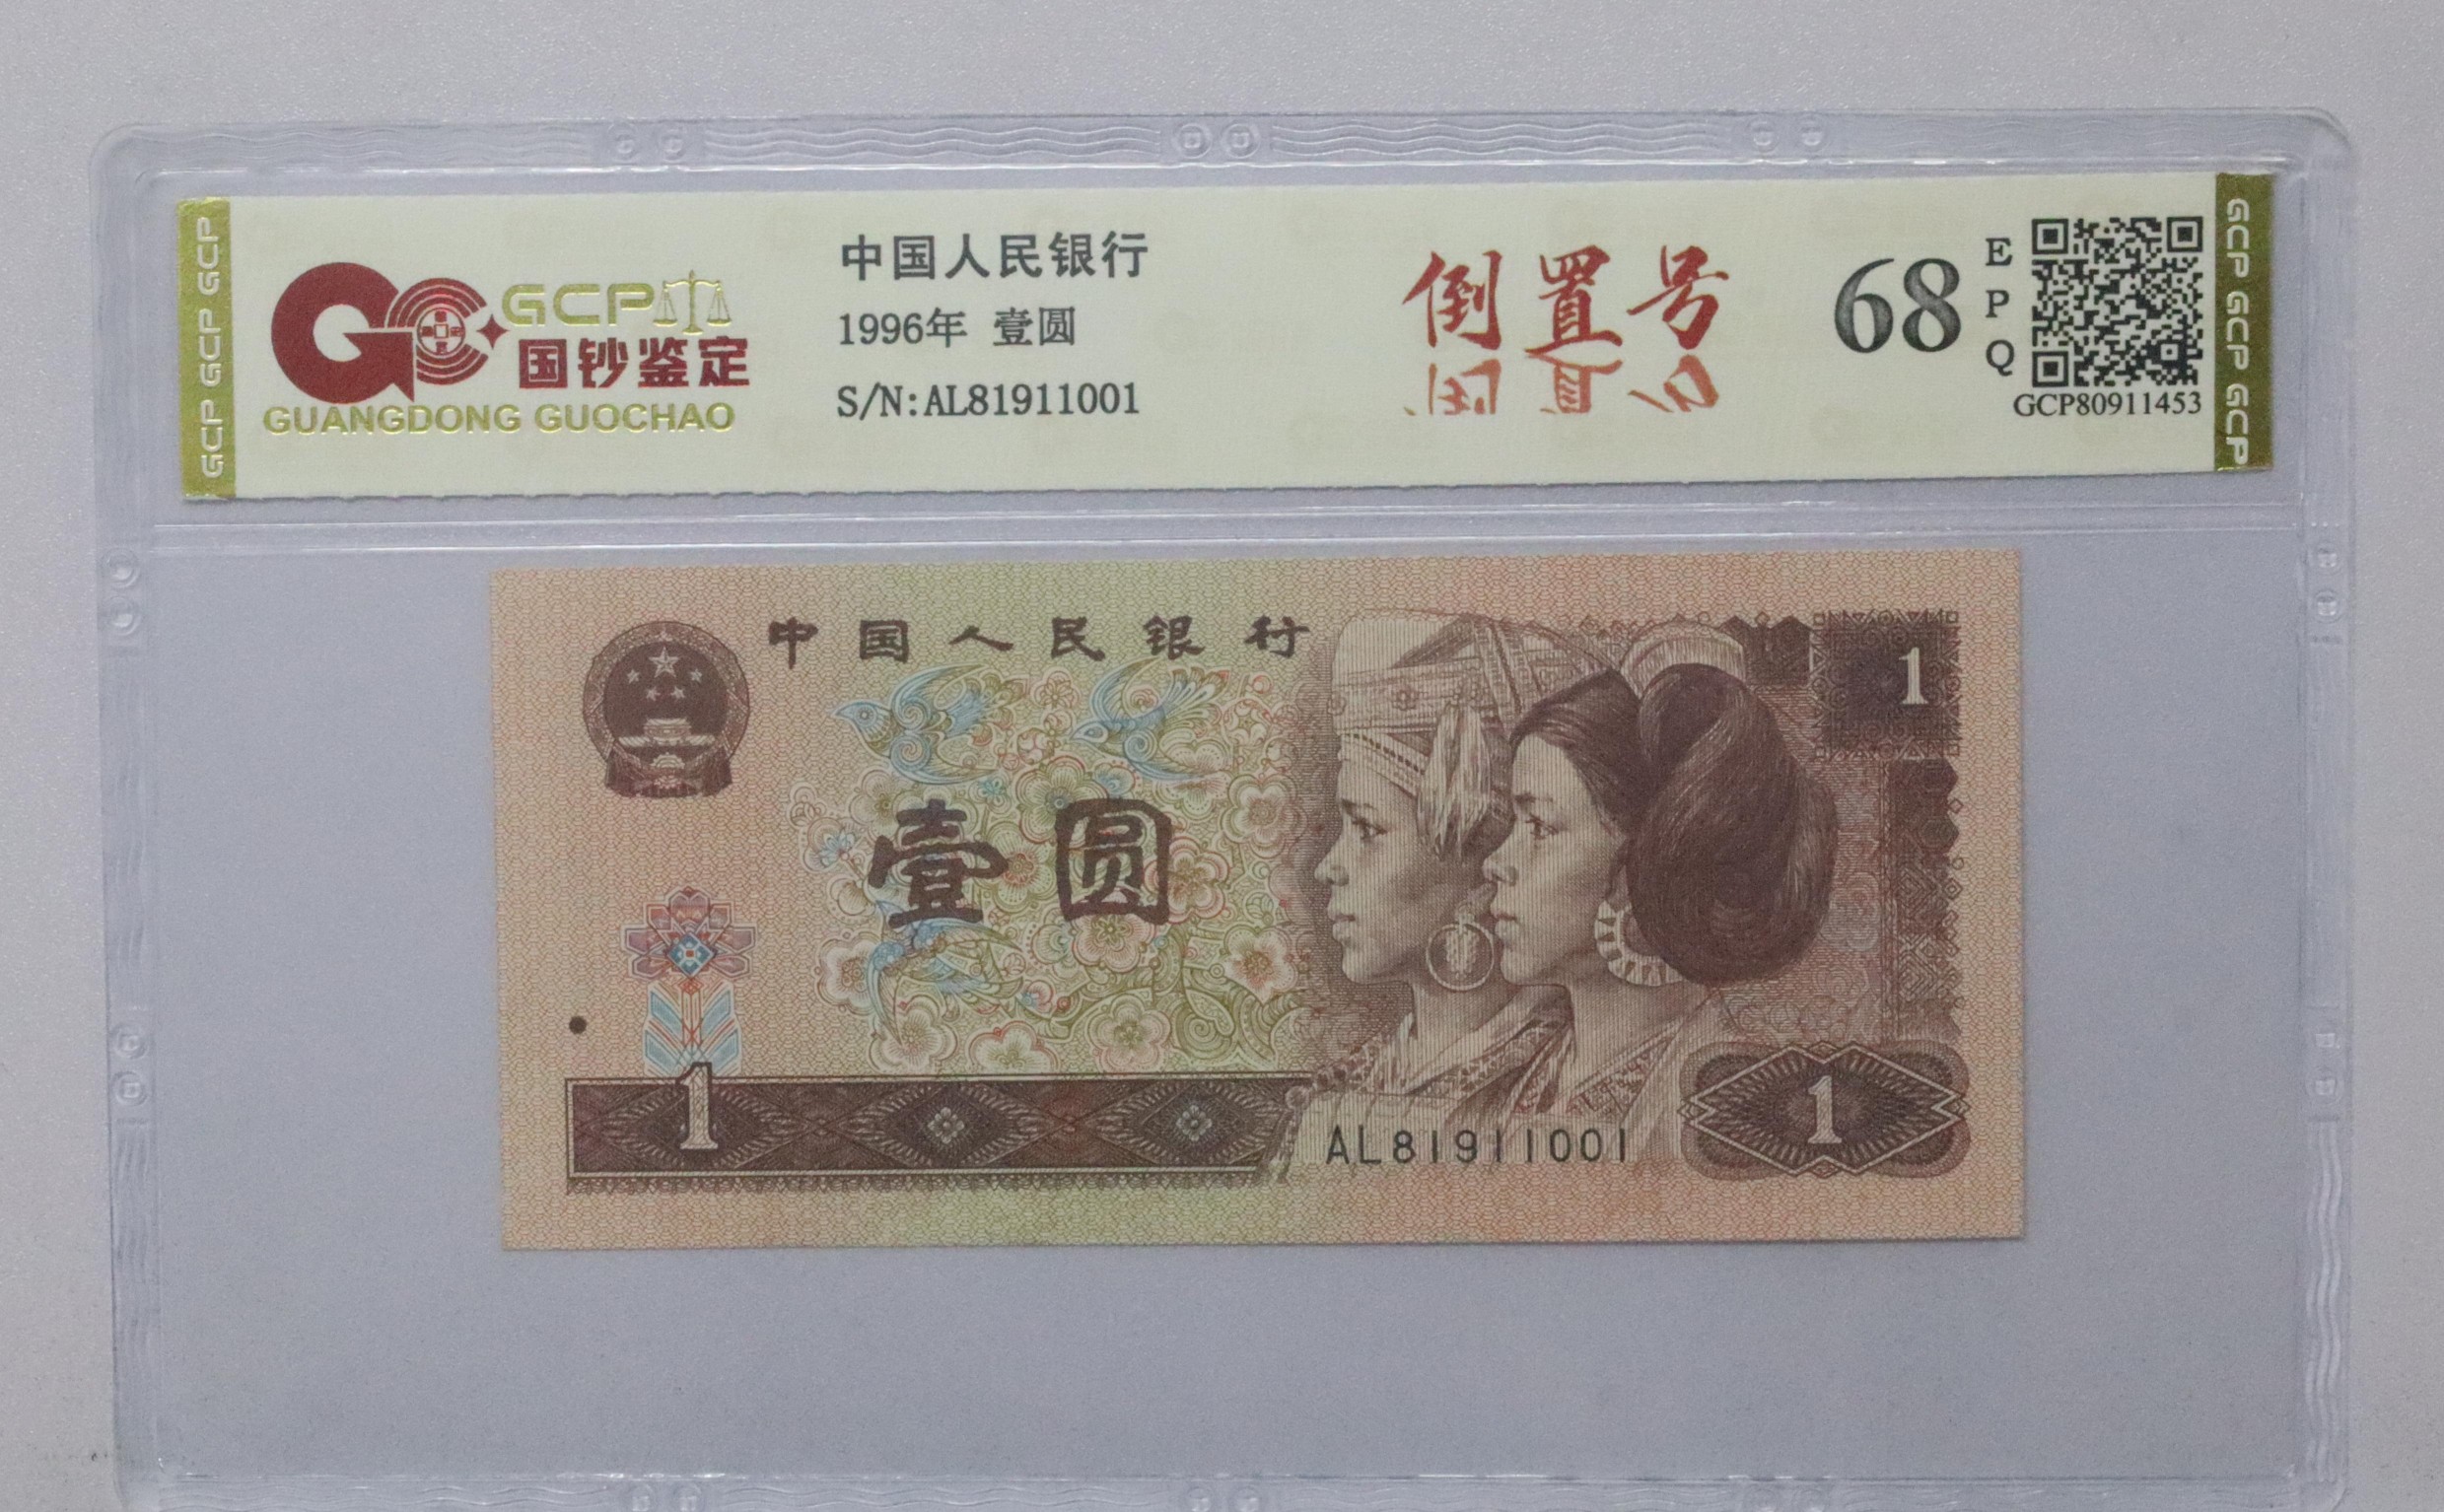 GCP GCP GCP
GCP
国钞鉴定
GUANGDONG GUOCHAO
中国人民银行
1996年 壹圆
S/N:AL81911001
倒置号
68
EPQ
GCP80911453
GCP GCP GCP
中国人民银行
1
壹圆
1
AL81911001
1